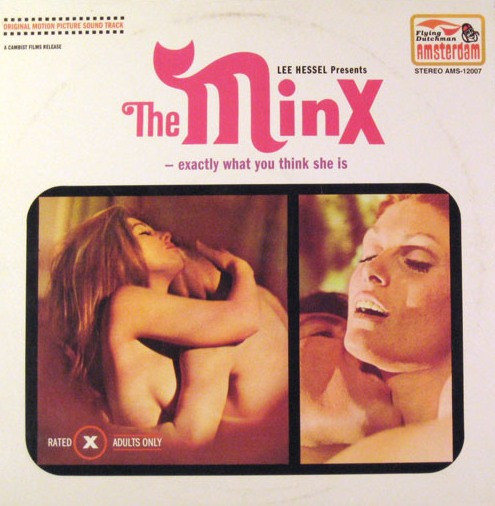 ORIGINAL MOTION PICTURE SOUND TRACK
A CAMBIST FILMS RELEASE
Flying
Dutchman
Amsterdam
STEREO AMS-12007
LEE HESSEL Presents
The Minx
– exactly what you think she is
RATED X ADULTS ONLY